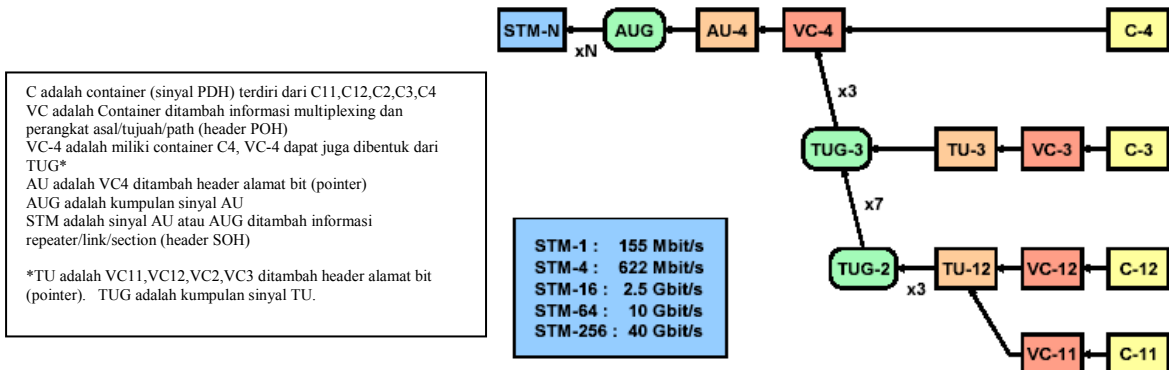 STM-N
AUG
AU-4
VC-4
C-4
xN
C adalah container (sinyal PDH) terdiri dari C11,C12,C2,C3,C4
VC adalah Container ditambah informasi multiplexing dan
perangkat asal/tujuah/path (header POH)
VC-4 adalah miliki container C4, VC-4 dapat juga dibentuk dari
TUG*
AU adalah VC4 ditambah header alamat bit (pointer)
AUG adalah kumpulan sinyal AU
STM adalah sinyal AU atau AUG ditambah informasi
repeater/link/section (header SOH)
*TU adalah VC11,VC12,VC2,VC3 ditambah header alamat bit
(pointer). TUG adalah kumpulan sinyal TU.
x3
TUG-3
TU-3
VC-3
C-3
x7
STM-1 : 155 Mbit/s
STM-4 : 622 Mbit/s
STM-16 : 2.5 Gbit/s
STM-64 : 10 Gbit/s
STM-256 : 40 Gbit/s
TUG-2
x3
TU-12
VC-12
C-12
VC-11
C-11